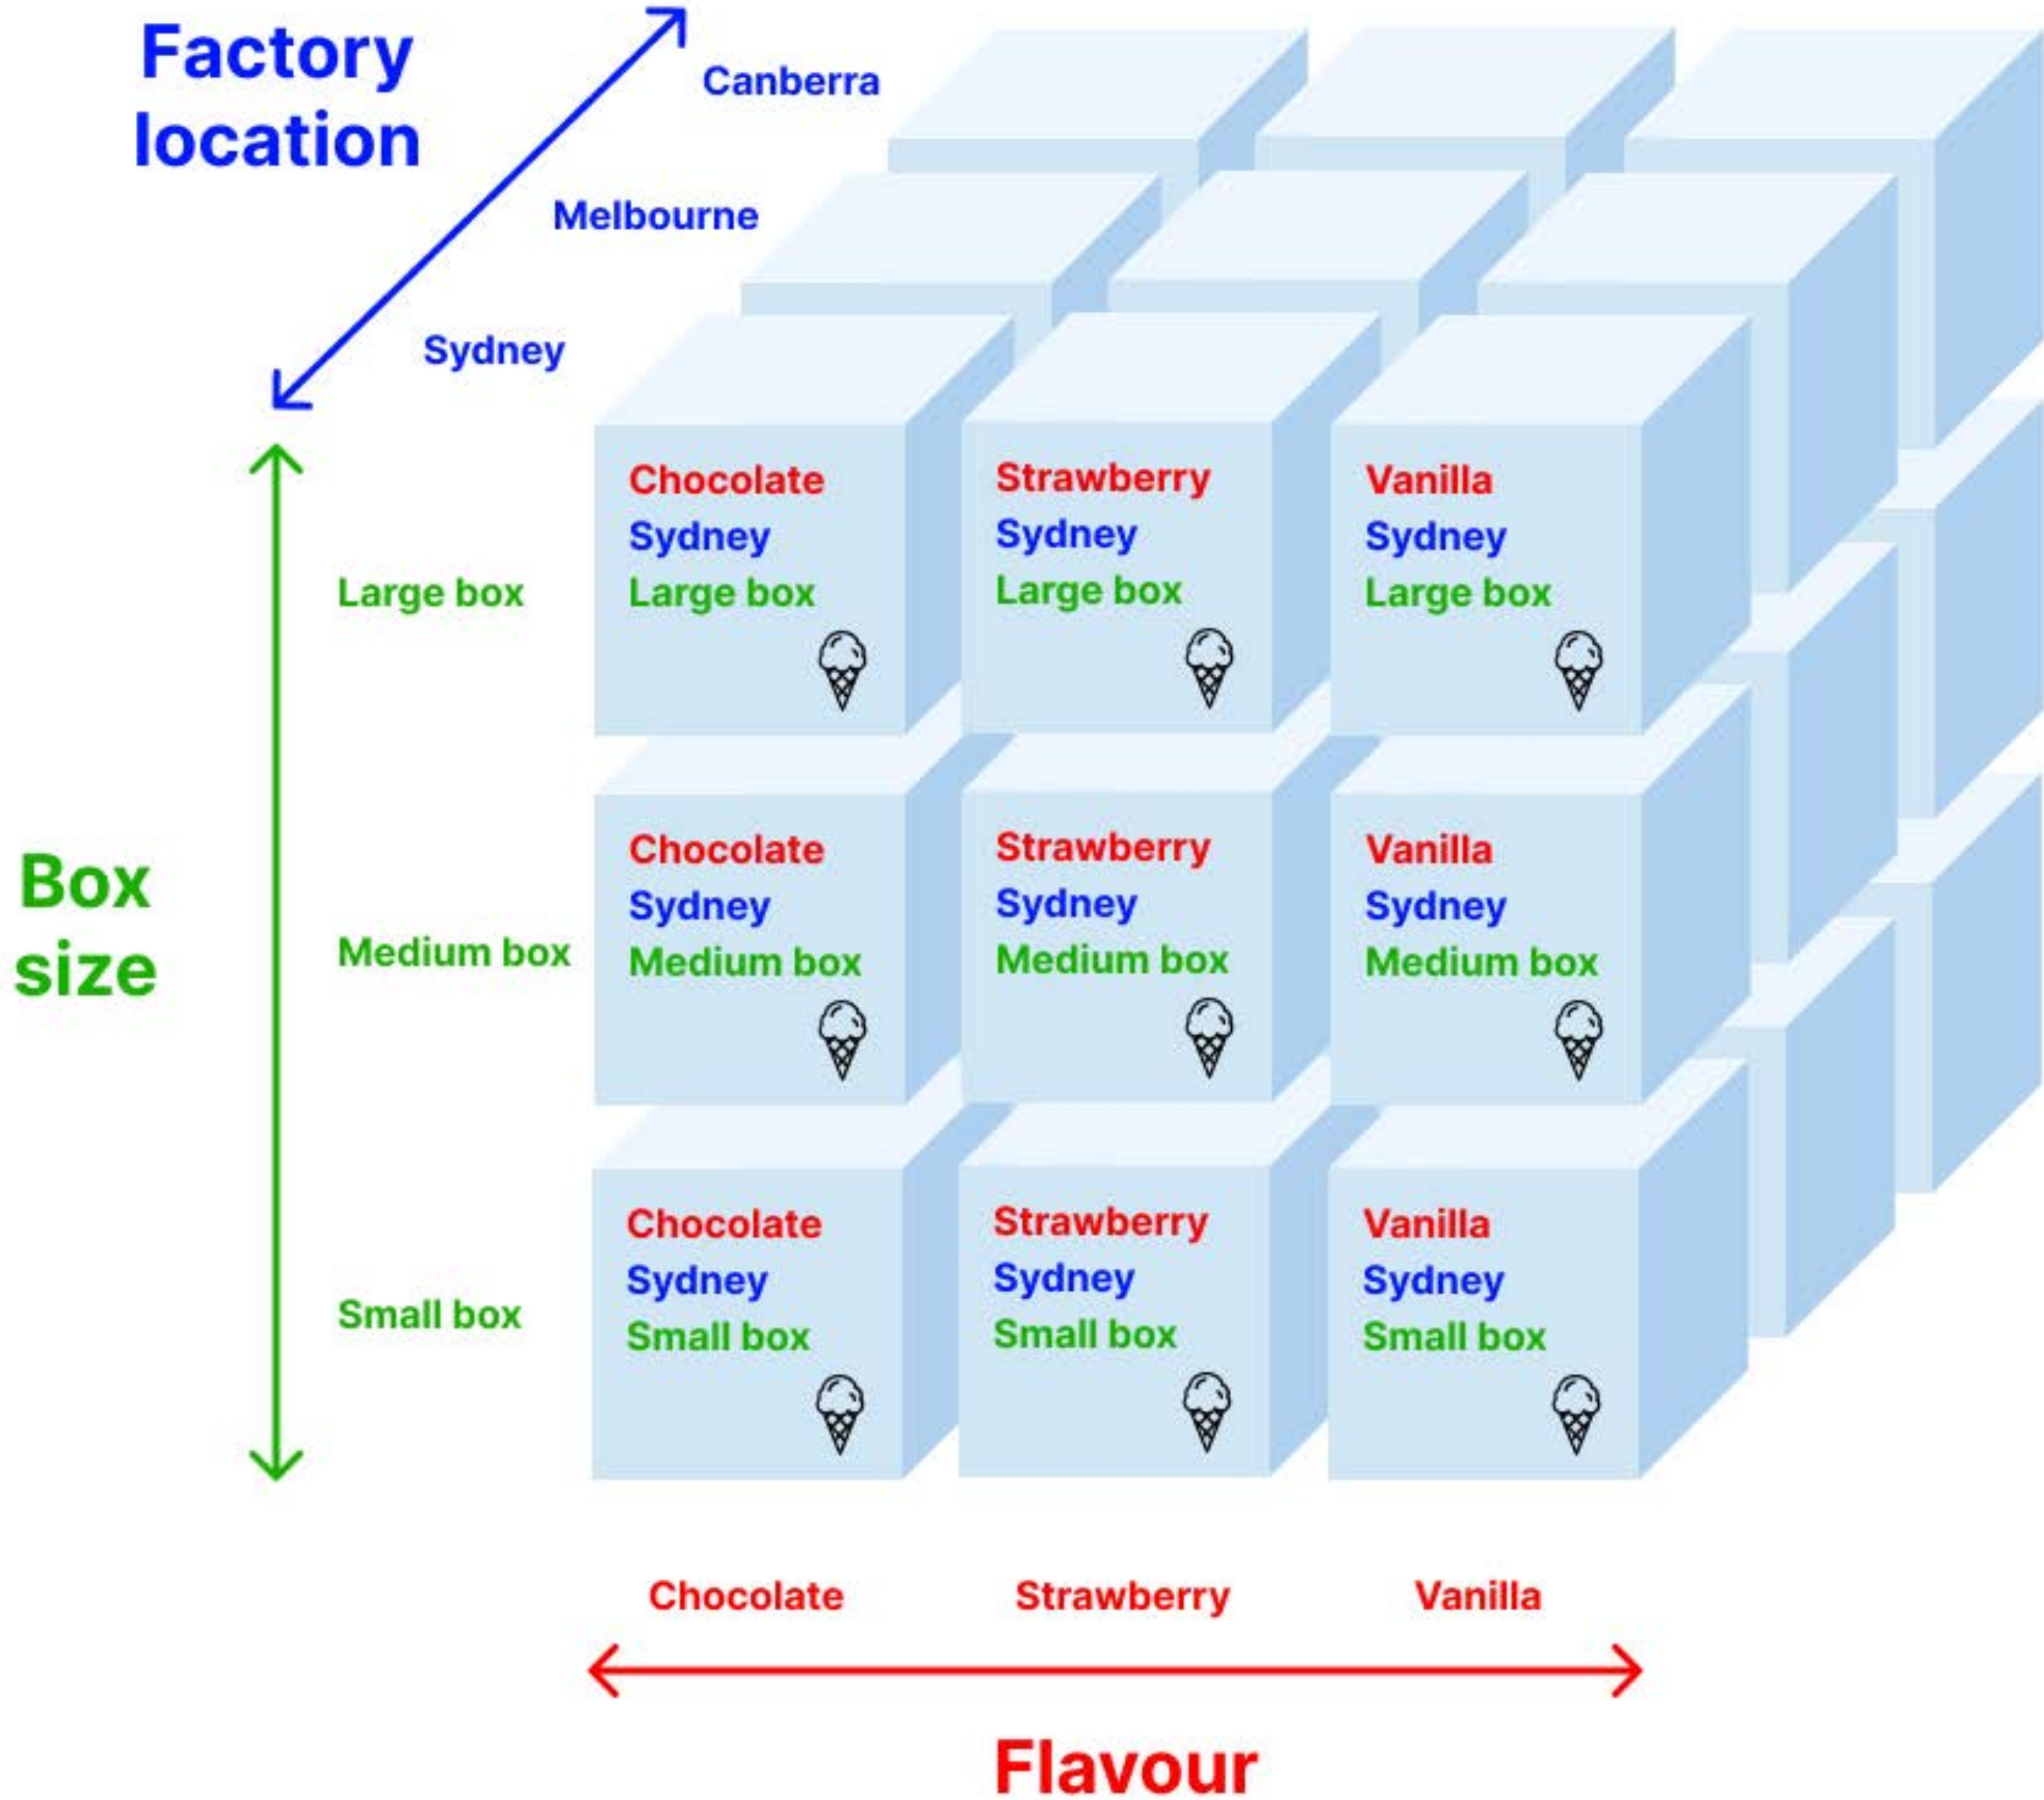 Factory
location
Canberra
Melbourne
Sydney
Box
size
Large box
Medium box
Small box
Chocolate
Sydney
Large box
Strawberry
Sydney
Large box
Vanilla
Sydney
Large box
Chocolate
Sydney
Medium box
Strawberry
Sydney
Medium box
Vanilla
Sydney
Medium box
Chocolate
Sydney
Small box
Strawberry
Sydney
Small box
Vanilla
Sydney
Small box
Chocolate
Strawberry
Vanilla
Flavour